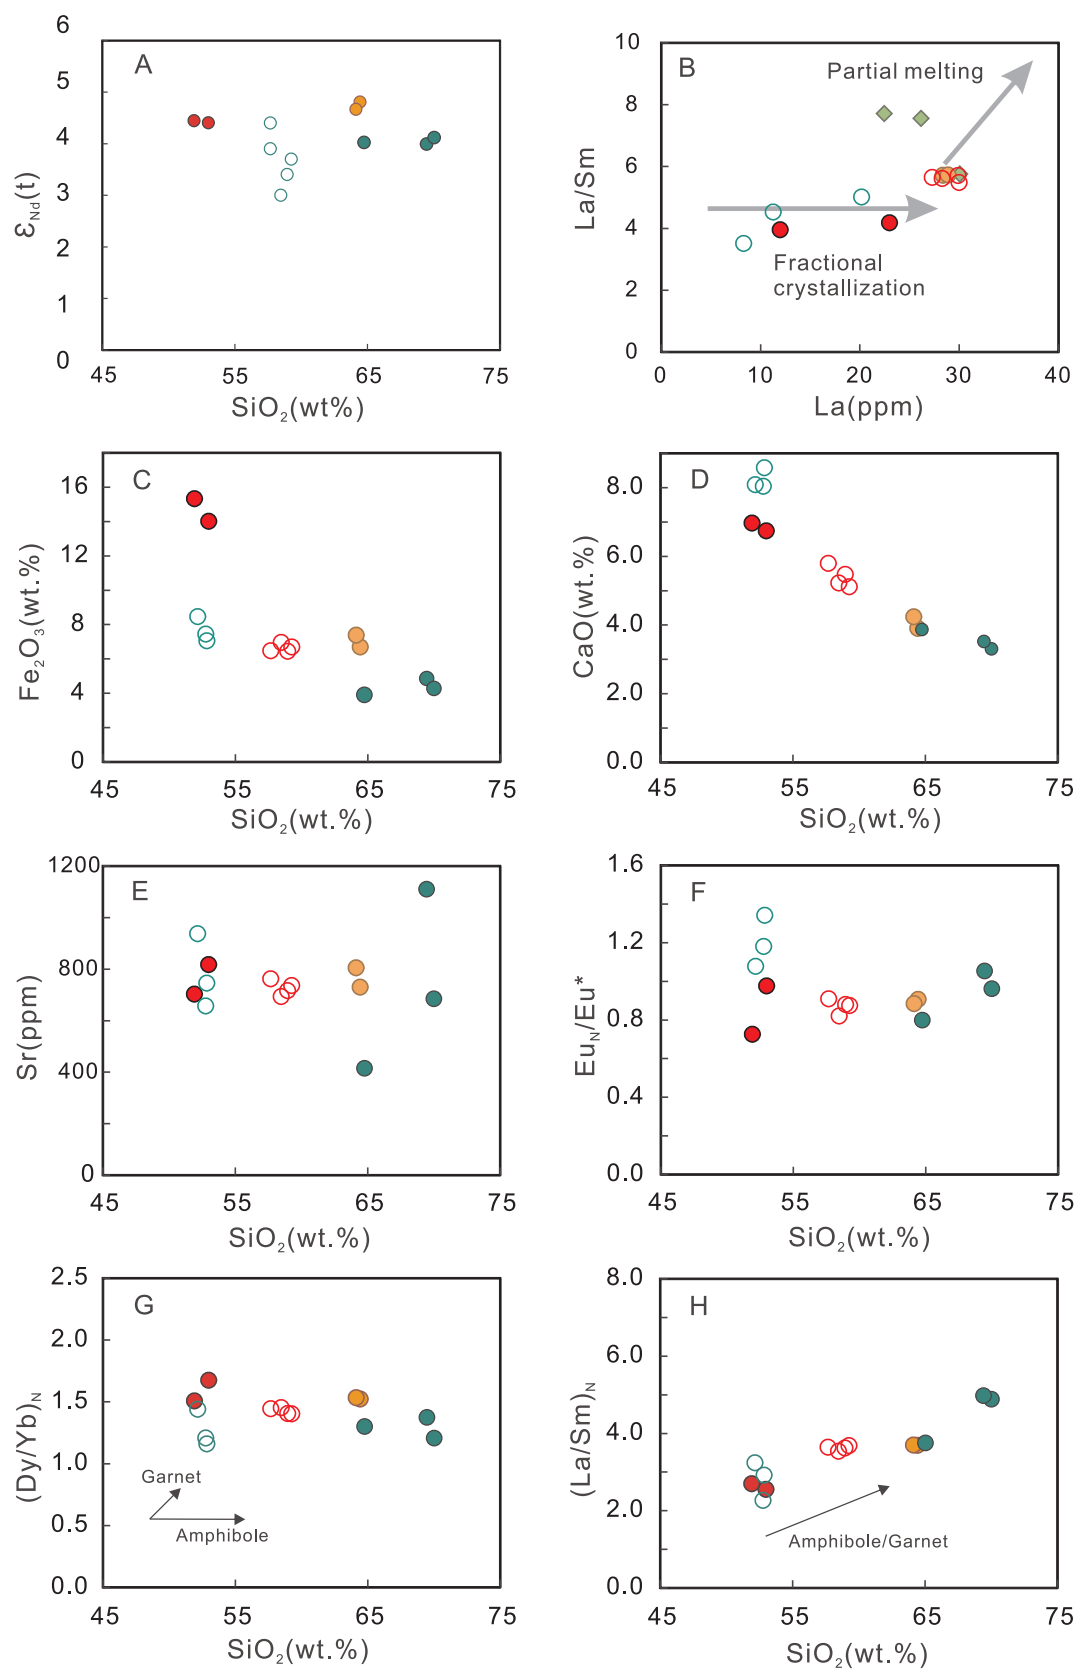 A
6
5
4
3
2
1
0
εNd(t)
45 55 65 75
SiO2(wt%)
B
Partial melting
Fractional
crystallization
10
8
6
4
2
0
La/Sm
0 10 20 30 40
La(ppm)
C
16
12
8
4
0
Fe2O3(wt.%)
45 55 65 75
SiO2(wt.%)
D
8.0
6.0
4.0
2.0
0.0
CaO(wt.%)
45 55 65 75
SiO2(wt.%)
E
1200
800
400
0
Sr(ppm)
45 55 65 75
SiO2(wt.%)
F
1.6
1.2
0.8
0.4
0.0
EuN/Eu*
45 55 65 75
SiO2(wt.%)
G
2.5
2.0
1.5
1.0
0.5
0.0
(Dy/Yb)N
Garnet
Amphibole
45 55 65 75
SiO2(wt.%)
H
8.0
6.0
4.0
2.0
0.0
(La/Sm)N
Amphibole/Garnet
45 55 65 75
SiO2(wt.%)